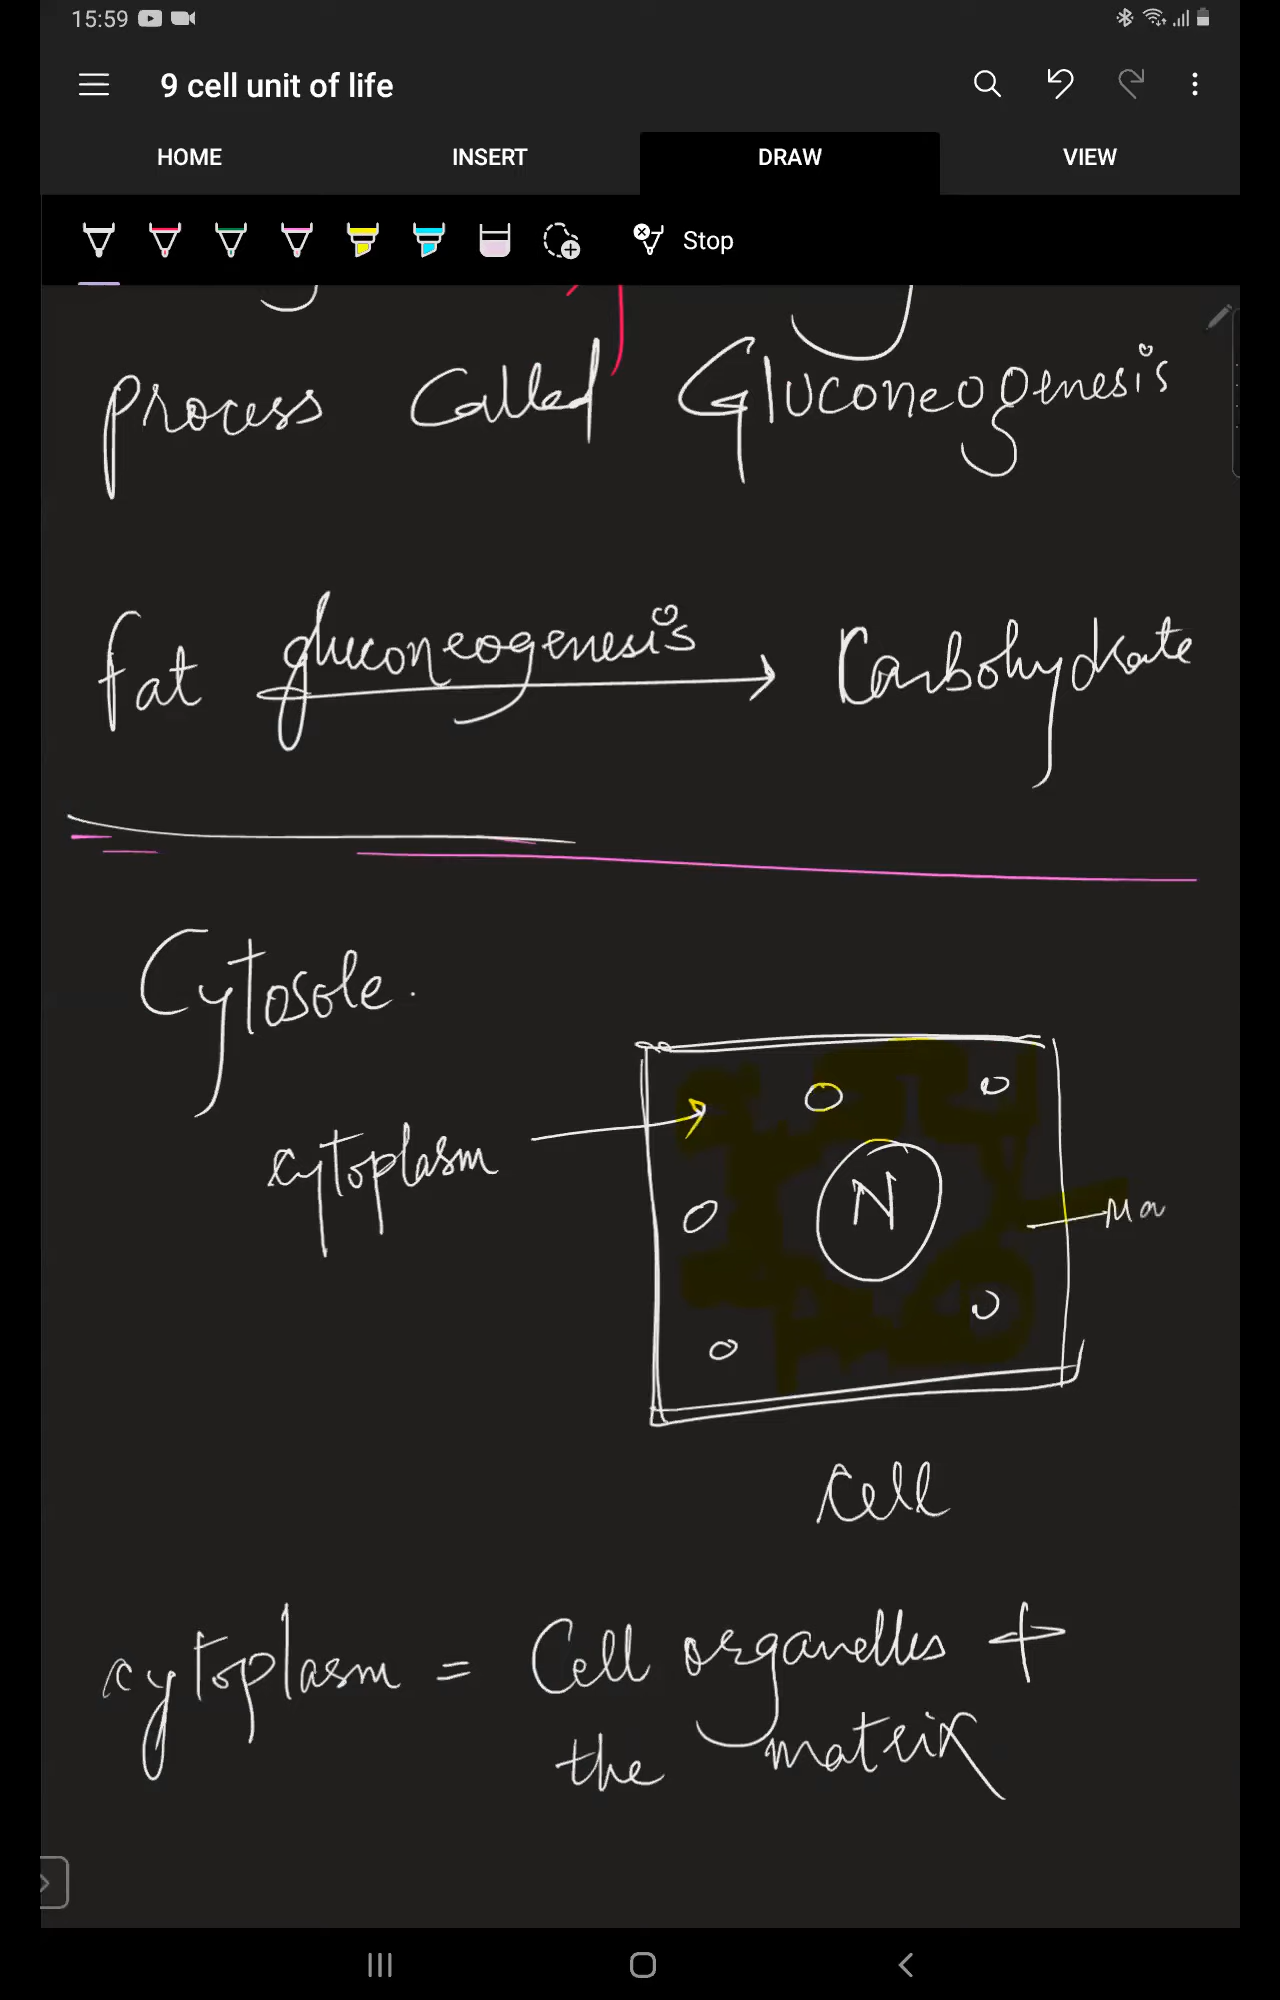 15:59
9 cell unit of life
HOME INSERT DRAW VIEW
Stop
process called Gluconeogenesis
fat gluconeogenesis Carbohydrate
Cytosole.
cytoplasm
N
Ma
Cell
cytoplasm = Cell organelles +
the matrix